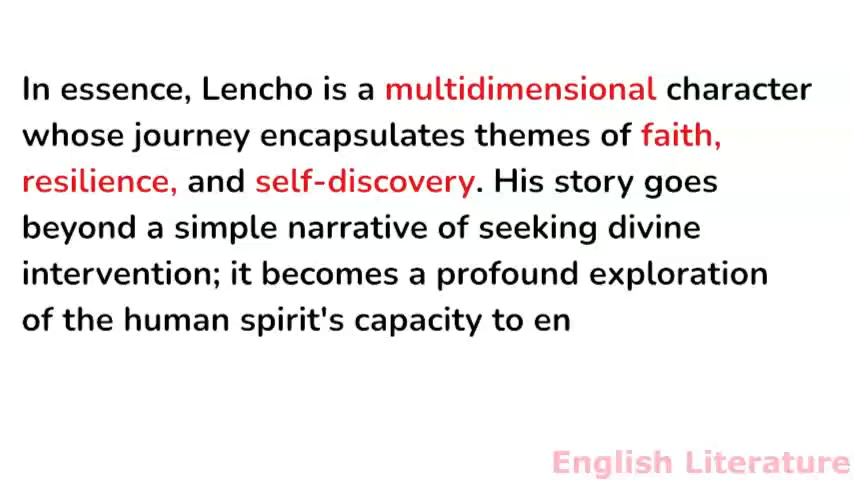 In essence, Lencho is a multidimensional character
whose journey encapsulates themes of faith,
resilience, and self-discovery. His story goes
beyond a simple narrative of seeking divine
intervention; it becomes a profound exploration
of the human spirit's capacity to en
English Literature